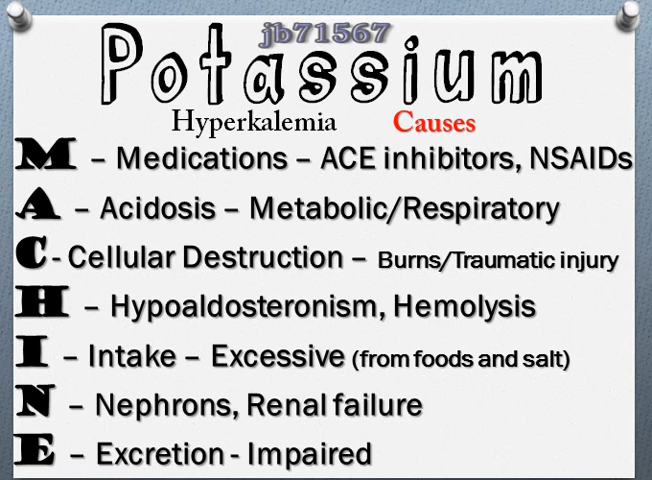 jb71567
Potassium
Hyperkalemia Causes
M – Medications – ACE inhibitors, NSAIDs
A – Acidosis – Metabolic/Respiratory
C - Cellular Destruction – Burns/Traumatic injury
H – Hypoaldosteronism, Hemolysis
I – Intake – Excessive (from foods and salt)
N – Nephrons, Renal failure
E – Excretion - Impaired